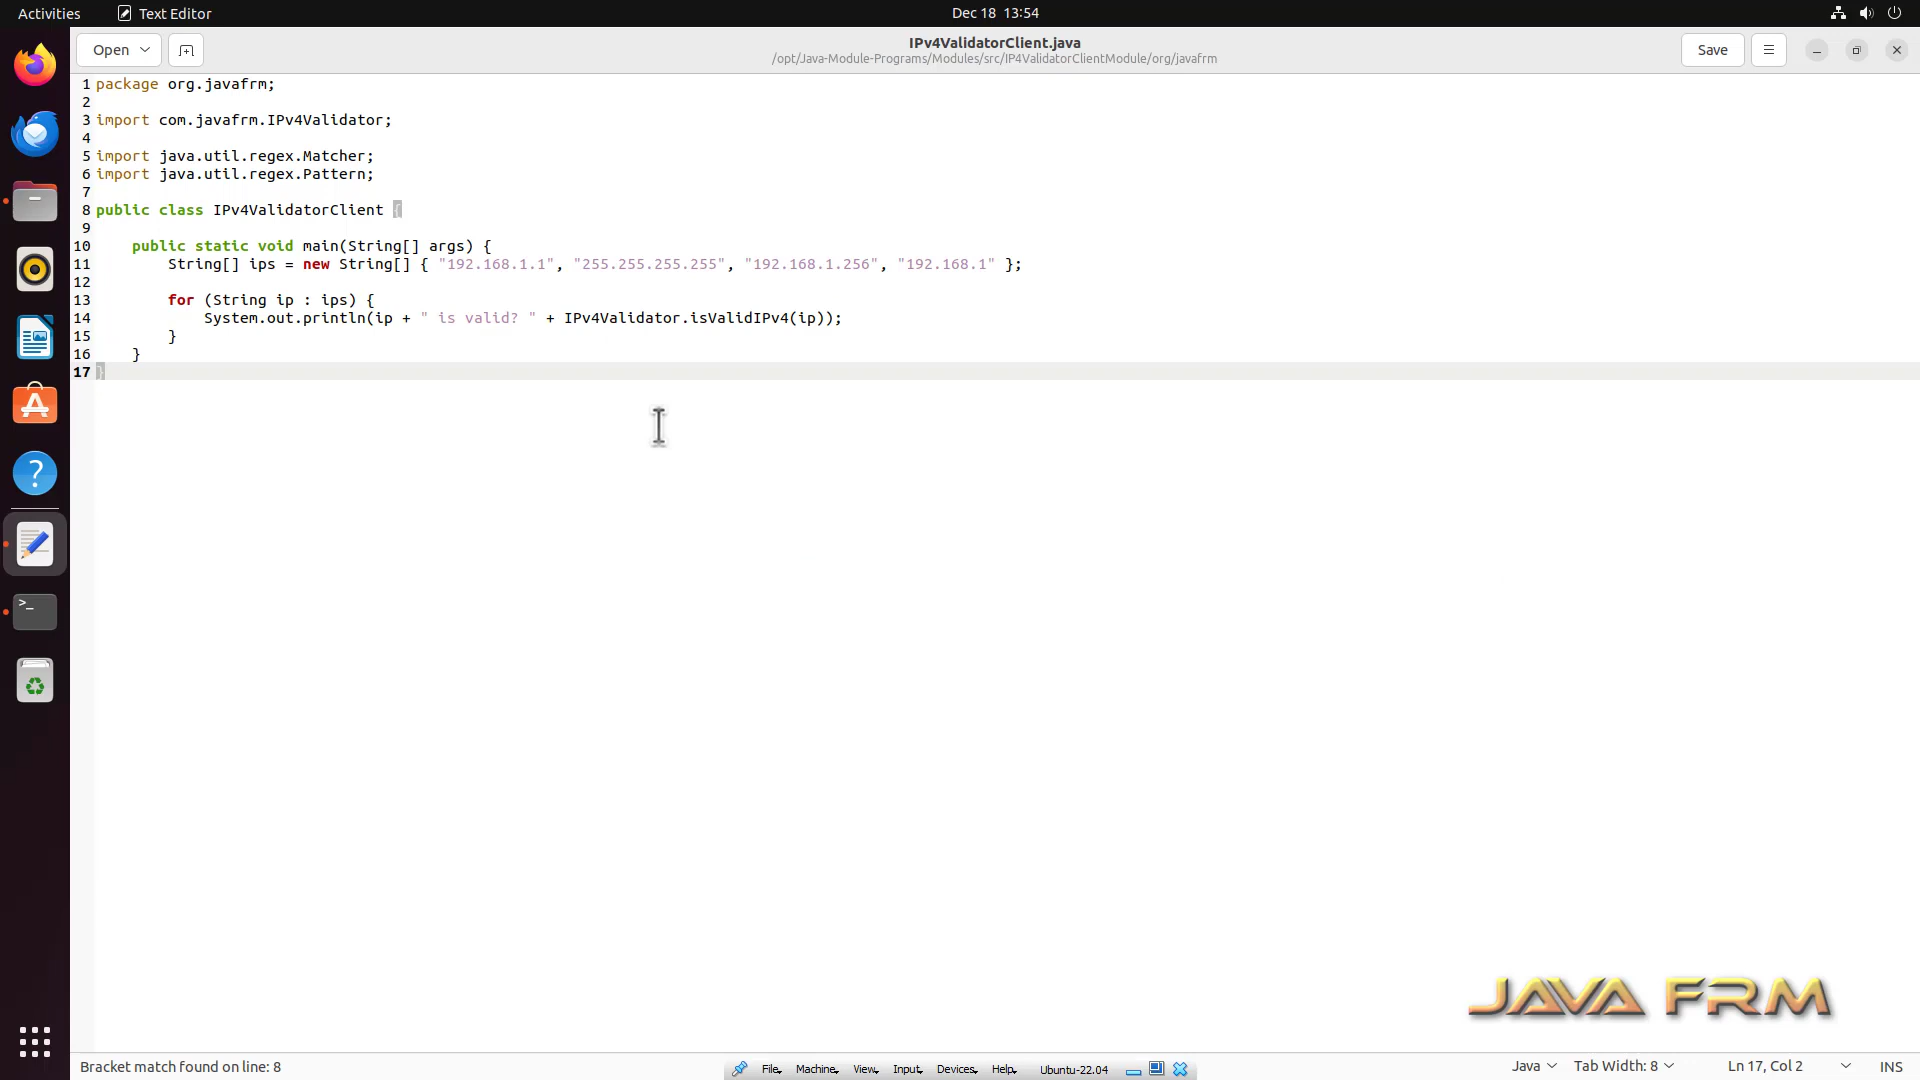 Activities
Text Editor
Dec 18 13:54
Open
IPv4ValidatorClient.java
/opt/Java-Module-Programs/Modules/src/IP4ValidatorClientModule/org/javafrm
Save
1 package org.javafrm;
2
3 import com.javafrm.IPv4Validator;
4
5 import java.util.regex.Matcher;
6 import java.util.regex.Pattern;
7
8 public class IPv4ValidatorClient {
9
10 public static void main(String[] args) {
11 String[] ips = new String[] { "192.168.1.1", "255.255.255.255", "192.168.1.256", "192.168.1" };
12
13 for (String ip : ips) {
14 System.out.println(ip + " is valid? " + IPv4Validator.isValidIPv4(ip));
15 }
16 }
17 }
JAVA FRM
Bracket match found on line: 8
File Machine View Input Devices Help Ubuntu-22.04
Java
Tab Width: 8
Ln 17, Col 2
INS